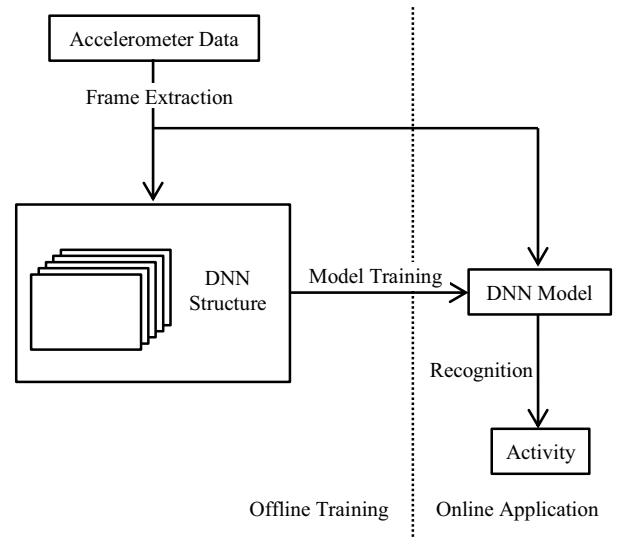 Accelerometer Data
Frame Extraction
DNN
Structure
Model Training
DNN Model
Recognition
Activity
Offline Training
Online Application